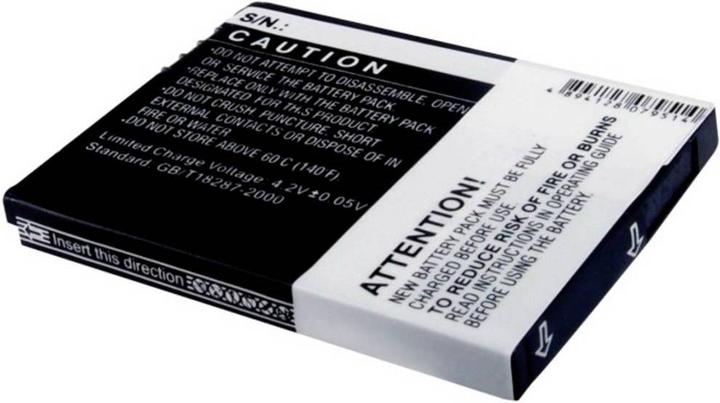 S/N.:
CAUTION
•DO NOT ATTEMPT TO DISASSEMBLE, OPEN
OR SERVICE THE BATTERY PACK
•REPLACE ONLY WITH THE BATTERY PACK
DESIGNATED FOR THIS PRODUCT
•DO NOT CRUSH, PUNCTURE, SHORT
EXTERNAL CONTACTS OR DISPOSE OF IN
FIRE OR WATER
•DO NOT STORE ABOVE 60C (140F)
Limited Charge Voltage: 4.2V±0.05V
Standard: GB/T18287-2000
Insert this direction
ATTENTION!
NEW BATTERY PACK MUST BE FULLY
CHARGED BEFORE USE
TO REDUCE RISK OF FIRE OR BURNS
READ INSTRUCTIONS IN OPERATING GUIDE
BEFORE USING THE BATTERY.